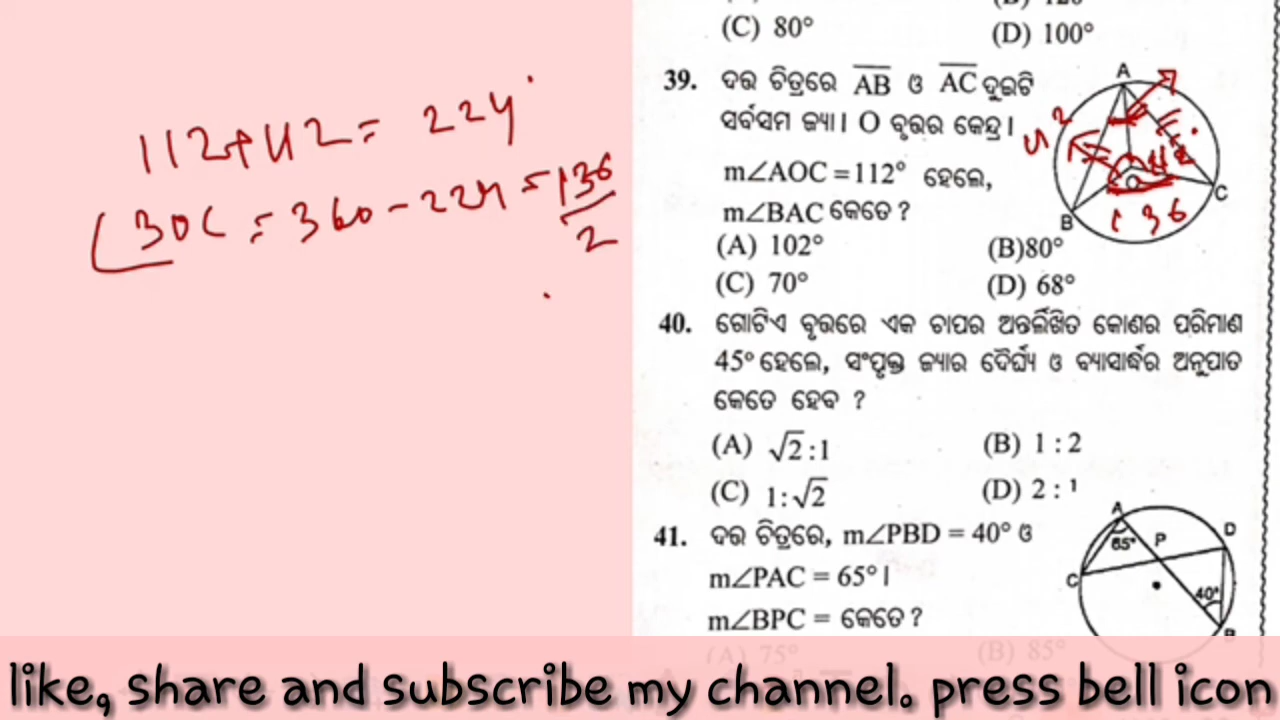 112+112= 224°
∠BOC = 360-224=136/2
(C) 80°
(D) 100°
39. ଦତ୍ତ ଚିତ୍ରରେ AB ଓ AC ଦୁଇଟି
ସର୍ବସମ ଜ୍ୟା। O ବୃତ୍ତର କେନ୍ଦ୍ର।
m∠AOC = 112° ହେଲେ,
m∠BAC କେତେ ?
(A) 102°
(B) 80°
(C) 70°
(D) 68°
A
B
C
O
136
40. ଗୋଟିଏ ବୃତ୍ତରେ ଏକ ଚାପର ଅନ୍ତର୍ଲିଖିତ କୋଣର ପରିମାଣ
45° ହେଲେ, ସଂପୃକ୍ତ ଜ୍ୟାର ଦୈର୍ଘ୍ୟ ଓ ବ୍ୟାସାର୍ଦ୍ଧର ଅନୁପାତ
କେତେ ହେବ ?
(A) √2:1
(B) 1 : 2
(C) 1:√2
(D) 2 : 1
41. ଦତ୍ତ ଚିତ୍ରରେ, m∠PBD = 40° ଓ
m∠PAC = 65°।
m∠BPC = କେତେ ?
A
65°
P
D
C
40°
B
(A) 75°
(B) 85°
like, share and subscribe my channel. press bell icon